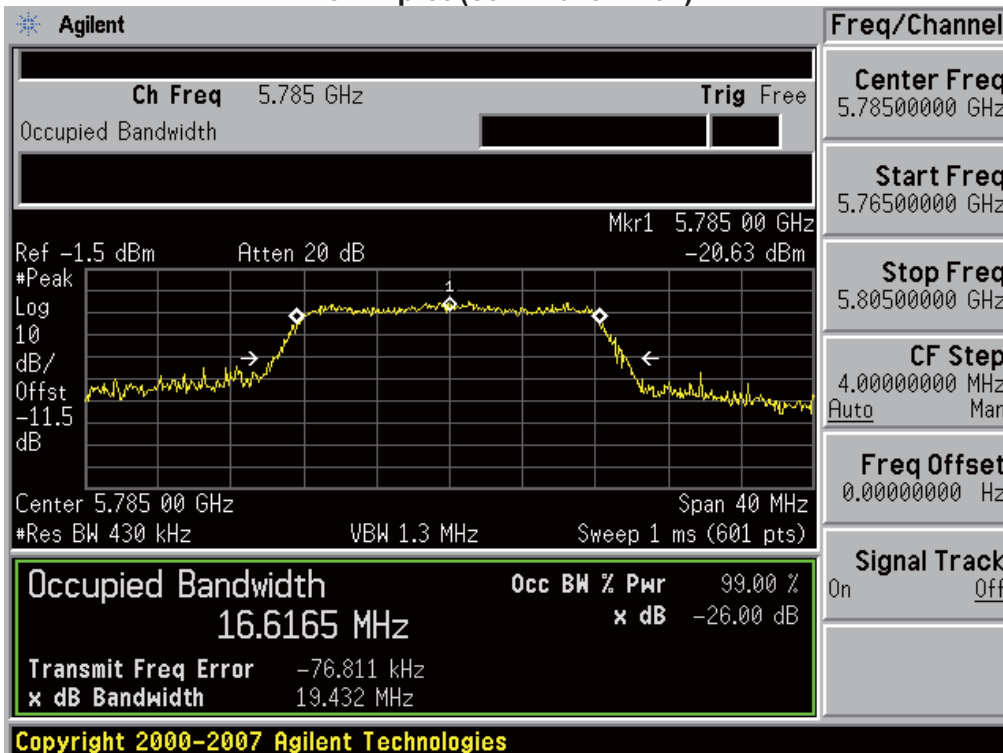 Agilent
Freq/Channel
Ch Freq 5.785 GHz Trig Free
Occupied Bandwidth
Center Freq
5.78500000 GHz
Start Freq
5.76500000 GHz
Stop Freq
5.80500000 GHz
CF Step
4.00000000 MHz
Auto Man
Freq Offset
0.00000000 Hz
Signal Track
On Off
Mkr1 5.785 00 GHz
Ref -1.5 dBm Atten 20 dB -20.63 dBm
#Peak
Log
10
dB/
Offst
-11.5
dB
1
Center 5.785 00 GHz Span 40 MHz
#Res BW 430 kHz VBW 1.3 MHz Sweep 1 ms (601 pts)
Occupied Bandwidth
16.6165 MHz
Occ BW % Pwr 99.00 %
x dB -26.00 dB
Transmit Freq Error -76.811 kHz
x dB Bandwidth 19.432 MHz
Copyright 2000-2007 Agilent Technologies